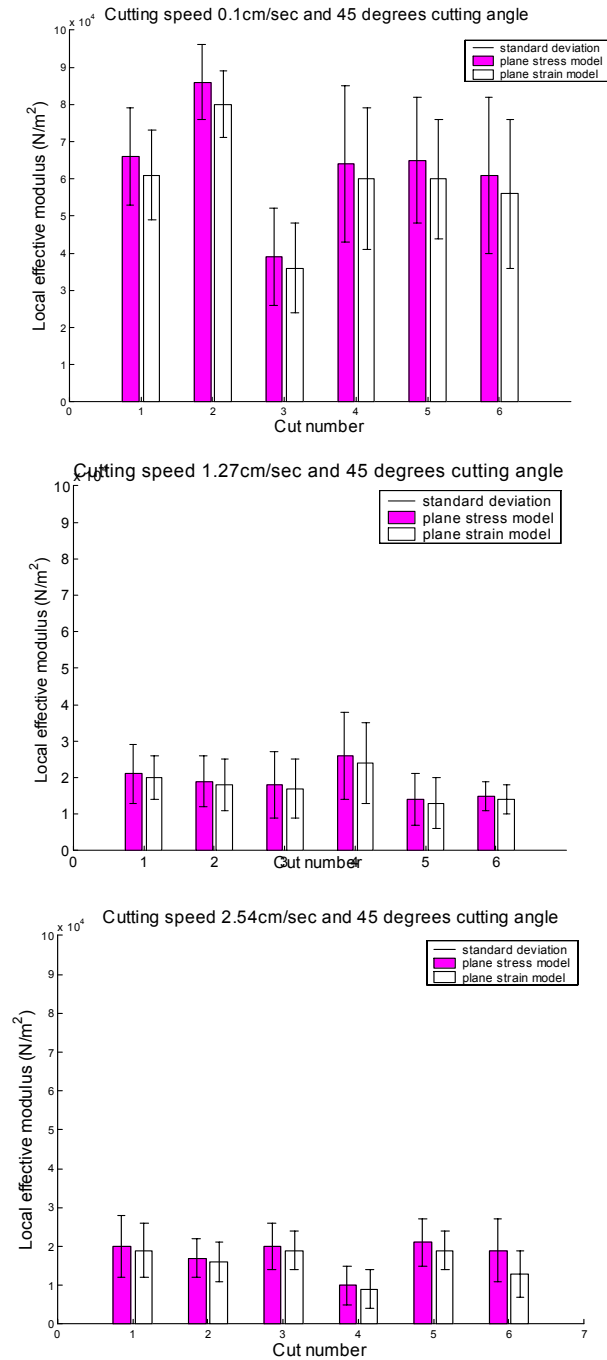 Cutting speed 0.1cm/sec and 45 degrees cutting angle
x 10⁴
standard deviation
plane stress model
plane strain model
Local effective modulus (N/m²)
10
9
8
7
6
5
4
3
2
1
0
0 1 2 3 4 5 6
Cut number
Cutting speed 1.27cm/sec and 45 degrees cutting angle
standard deviation
plane stress model
plane strain model
Local effective modulus (N/m²)
10
9
8
7
6
5
4
3
2
1
0
0 1 2 3 4 5 6
Cut number
Cutting speed 2.54cm/sec and 45 degrees cutting angle
x 10⁴
standard deviation
plane stress model
plane strain model
Local effective modulus (N/m²)
10
9
8
7
6
5
4
3
2
1
0
0 1 2 3 4 5 6 7
Cut number